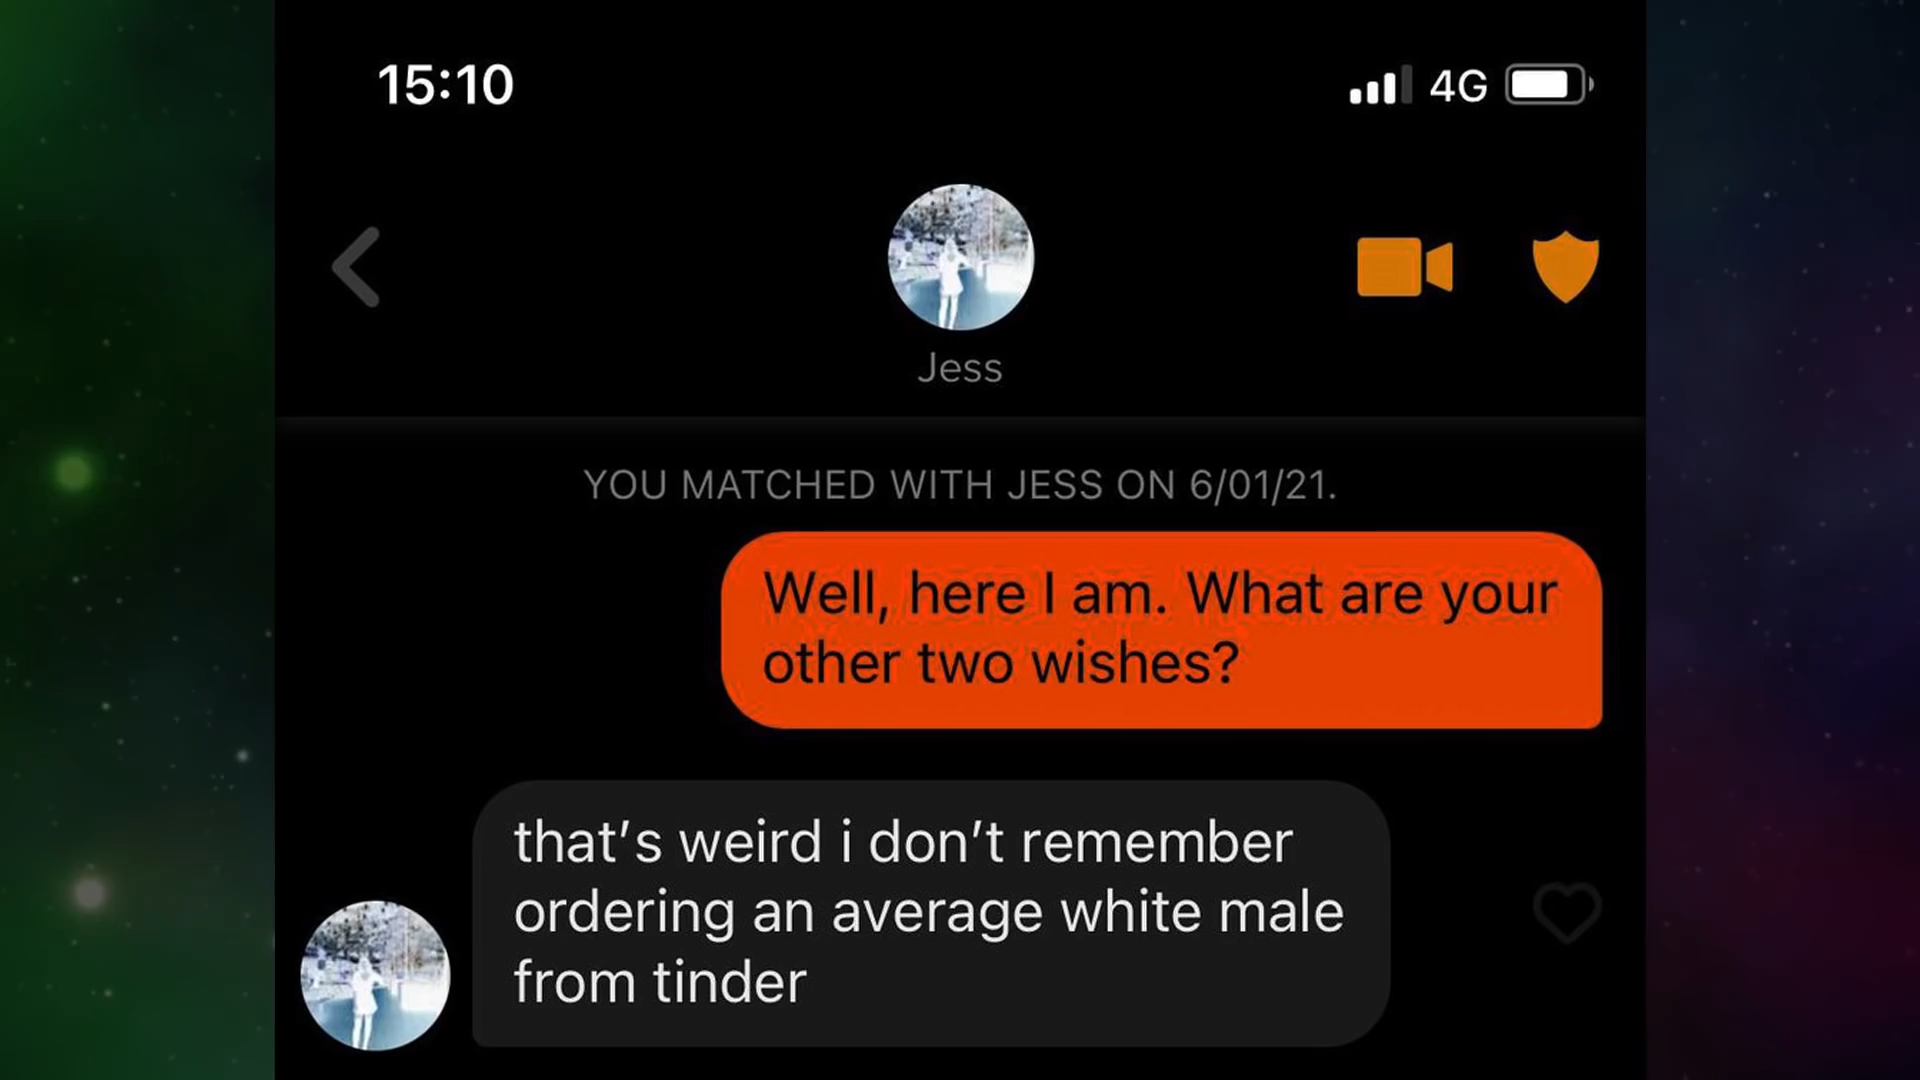 15:10
4G
Jess
YOU MATCHED WITH JESS ON 6/01/21.
Well, here I am. What are your
other two wishes?
that’s weird i don’t remember
ordering an average white male
from tinder